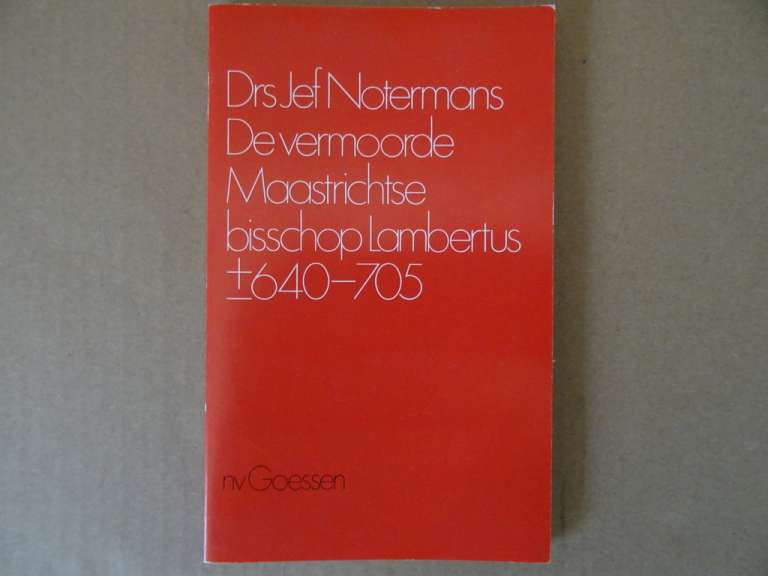 Drs Jef Notermans
De vermoorde
Maastrichtse
bisschop Lambertus
±640–705
nv Goessen